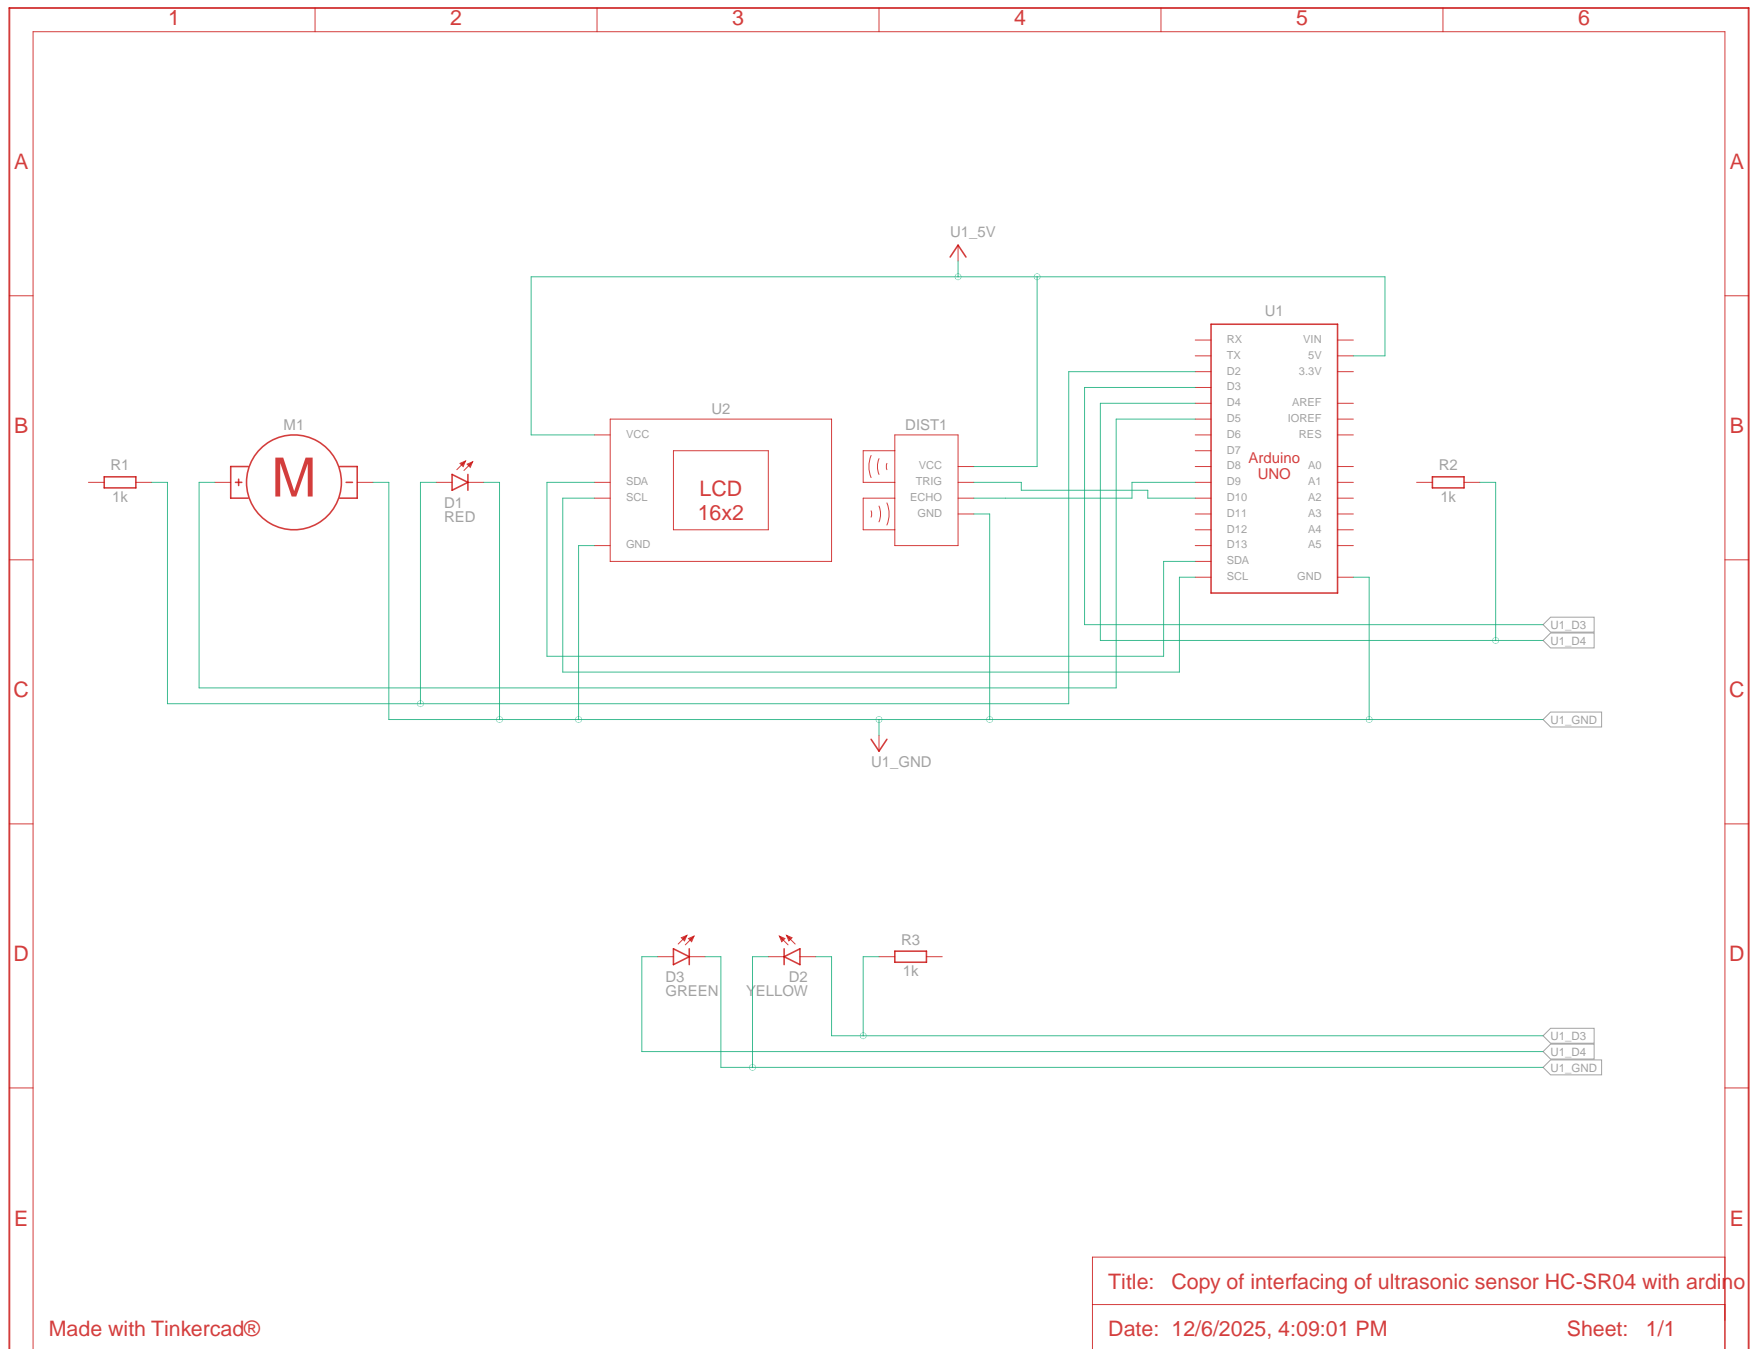 1 2 3 4 5 6
A A
U1_5V
U1
RX VIN
TX 5V
D2 3.3V
D3
D4 AREF
D5 IOREF
D6 RES
D7
D8 A0
D9 A1
D10 A2
D11 A3
D12 A4
D13 A5
SDA
SCL GND
Arduino
UNO
B B
U2
VCC
SDA
SCL
GND
LCD
16x2
DIST1
VCC
TRIG
ECHO
GND
M1
M
+ -
R1
1k
D1
RED
R2
1k
U1_D3
U1_D4
C C
U1_GND
U1_GND
D D
D3
GREEN
D2
YELLOW
R3
1k
U1_D3
U1_D4
U1_GND
E E
Title: Copy of interfacing of ultrasonic sensor HC-SR04 with ardino
Made with Tinkercad®
Date: 12/6/2025, 4:09:01 PM Sheet: 1/1